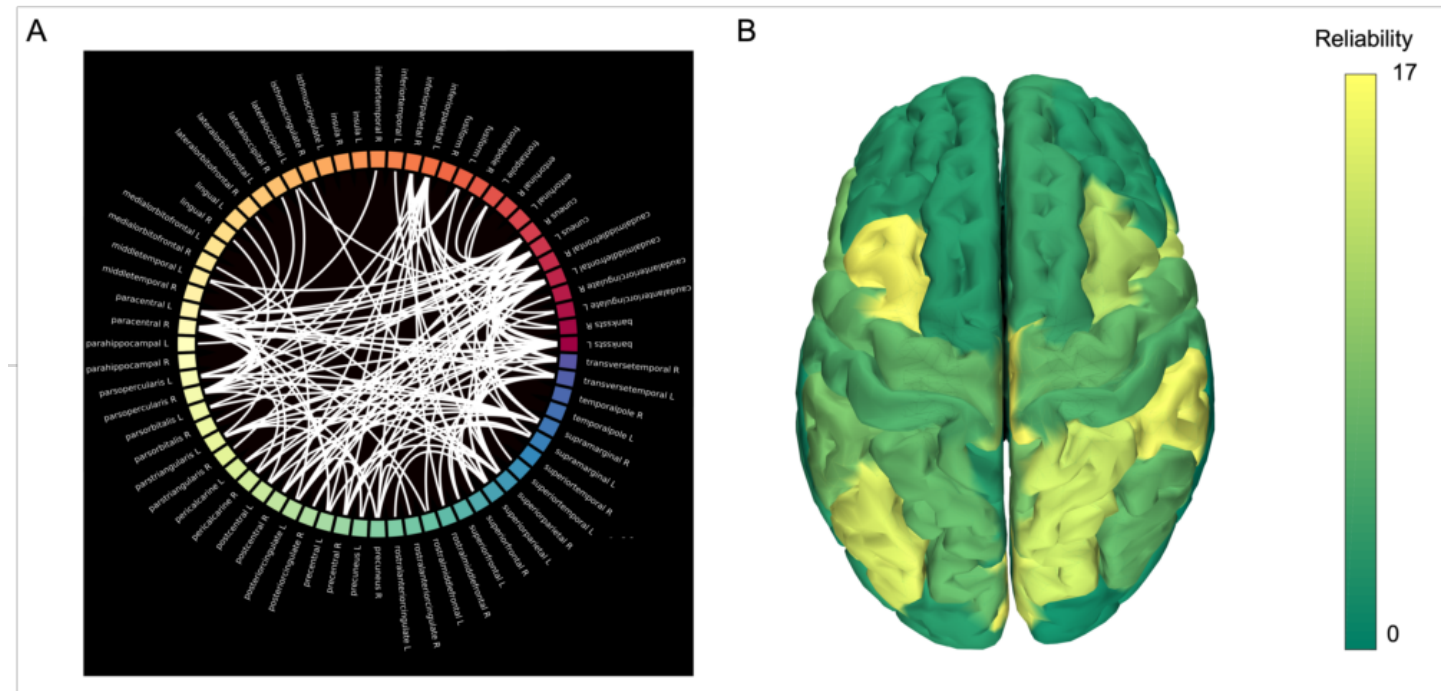 A
B
Reliability
17
0
inferiortemporal R
inferiortemporal L
inferiorparietal R
inferiorparietal L
fusiform R
fusiform L
frontalpole R
frontalpole L
entorhinal R
entorhinal L
cuneus R
cuneus L
caudalmiddlefrontal R
caudalmiddlefrontal L
caudalanteriorcingulate R
caudalanteriorcingulate L
bankssts R
bankssts L
transversetemporal R
transversetemporal L
temporalpole R
temporalpole L
supramarginal R
supramarginal L
superiortemporal R
superiortemporal L
superiorparietal R
superiorparietal L
superiorfrontal R
superiorfrontal L
rostralmiddlefrontal R
rostralmiddlefrontal L
rostralanteriorcingulate R
rostralanteriorcingulate L
precuneus R
precuneus L
precentral R
precentral L
posteriorcingulate R
posteriorcingulate L
postcentral R
postcentral L
pericalcarine R
pericalcarine L
parstriangularis R
parstriangularis L
parsorbitalis R
parsorbitalis L
parsopercularis R
parsopercularis L
parahippocampal R
parahippocampal L
paracentral R
paracentral L
middletemporal R
middletemporal L
medialorbitofrontal R
medialorbitofrontal L
lingual R
lingual L
lateralorbitofrontal R
lateralorbitofrontal L
lateraloccipital R
lateraloccipital L
isthmuscingulate R
isthmuscingulate L
insula R
insula L